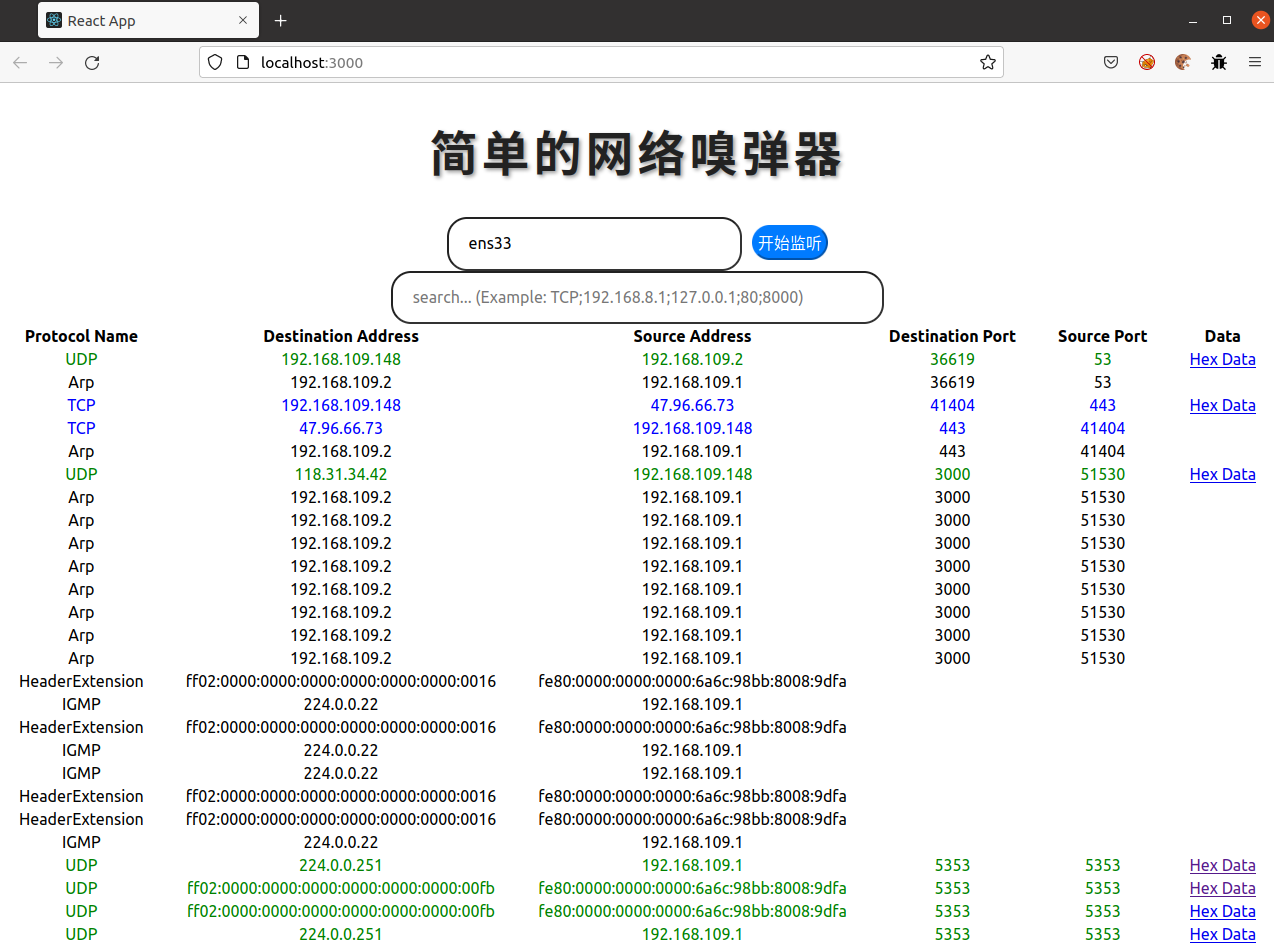 React App
localhost:3000
简单的网络嗅弹器
ens33 开始监听
search... (Example: TCP;192.168.8.1;127.0.0.1;80;8000)
Protocol Name Destination Address Source Address Destination Port Source Port Data
UDP 192.168.109.148 192.168.109.2 36619 53 Hex Data
Arp 192.168.109.2 192.168.109.1 36619 53
TCP 192.168.109.148 47.96.66.73 41404 443 Hex Data
TCP 47.96.66.73 192.168.109.148 443 41404
Arp 192.168.109.2 192.168.109.1 443 41404
UDP 118.31.34.42 192.168.109.148 3000 51530 Hex Data
Arp 192.168.109.2 192.168.109.1 3000 51530
Arp 192.168.109.2 192.168.109.1 3000 51530
Arp 192.168.109.2 192.168.109.1 3000 51530
Arp 192.168.109.2 192.168.109.1 3000 51530
Arp 192.168.109.2 192.168.109.1 3000 51530
Arp 192.168.109.2 192.168.109.1 3000 51530
Arp 192.168.109.2 192.168.109.1 3000 51530
Arp 192.168.109.2 192.168.109.1 3000 51530
HeaderExtension ff02:0000:0000:0000:0000:0000:0000:0016 fe80:0000:0000:0000:6a6c:98bb:8008:9dfa
IGMP 224.0.0.22 192.168.109.1
HeaderExtension ff02:0000:0000:0000:0000:0000:0000:0016 fe80:0000:0000:0000:6a6c:98bb:8008:9dfa
IGMP 224.0.0.22 192.168.109.1
IGMP 224.0.0.22 192.168.109.1
HeaderExtension ff02:0000:0000:0000:0000:0000:0000:0016 fe80:0000:0000:0000:6a6c:98bb:8008:9dfa
HeaderExtension ff02:0000:0000:0000:0000:0000:0000:0016 fe80:0000:0000:0000:6a6c:98bb:8008:9dfa
IGMP 224.0.0.22 192.168.109.1
UDP 224.0.0.251 192.168.109.1 5353 5353 Hex Data
UDP ff02:0000:0000:0000:0000:0000:0000:00fb fe80:0000:0000:0000:6a6c:98bb:8008:9dfa 5353 5353 Hex Data
UDP ff02:0000:0000:0000:0000:0000:0000:00fb fe80:0000:0000:0000:6a6c:98bb:8008:9dfa 5353 5353 Hex Data
UDP 224.0.0.251 192.168.109.1 5353 5353 Hex Data